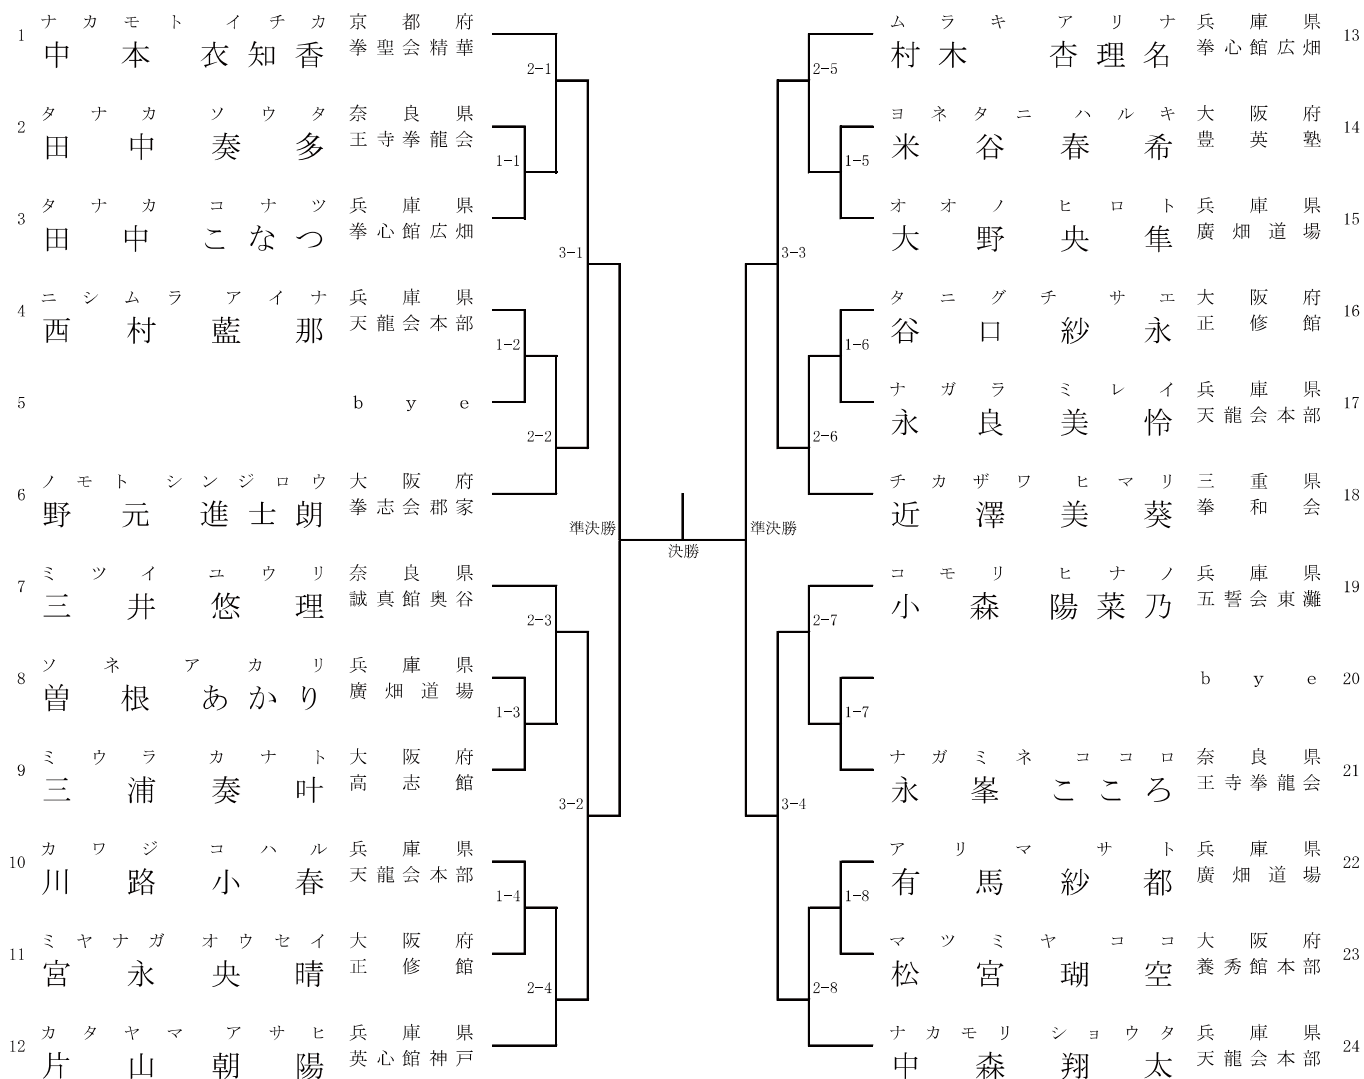 ナカモト イチカ 京都府
1 中本 衣知香 拳聖会精華
タナカ ソウタ 奈良県
2 田中 奏多 王寺拳龍会
タナカ コナツ 兵庫県
3 田中 こなつ 拳心館広畑
ニシムラ アイナ 兵庫県
4 西村 藍那 天龍会本部
5 bye
ノモト シンジロウ 大阪府
6 野元 進士朗 拳志会郡家
ミツイ ユウリ 奈良県
7 三井 悠理 誠真館奥谷
ソネ アカリ 兵庫県
8 曽根 あかり 廣畑道場
ミウラ カナト 大阪府
9 三浦 奏叶 高志館
カワジ コハル 兵庫県
10 川路 小春 天龍会本部
ミヤナガ オウセイ 大阪府
11 宮永 央晴 正修館
カタヤマ アサヒ 兵庫県
12 片山 朝陽 英心館神戸
2-1
1-1
3-1
1-2
2-2
準決勝
2-3
1-3
3-2
1-4
2-4
決勝
2-5
1-5
3-3
1-6
2-6
準決勝
2-7
1-7
3-4
1-8
2-8
ムラキ アリナ 兵庫県
村木 杏理名 拳心館広畑 13
ヨネタニ ハルキ 大阪府
米谷 春希 豊英塾 14
オオノ ヒロト 兵庫県
大野 央隼 廣畑道場 15
タニグチ サエ 大阪府
谷口 紗永 正修館 16
ナガラ ミレイ 兵庫県
永良 美怜 天龍会本部 17
チカザワ ヒマリ 三重県
近澤 美葵 拳和会 18
コモリ ヒナノ 兵庫県
小森 陽菜乃 五誓会東灘 19
bye 20
ナガミネ ココロ 奈良県
永峯 こころ 王寺拳龍会 21
アリマ サト 兵庫県
有馬 紗都 廣畑道場 22
マツミヤ ココ 大阪府
松宮 瑚空 養秀館本部 23
ナカモリ ショウタ 兵庫県
中森 翔太 天龍会本部 24